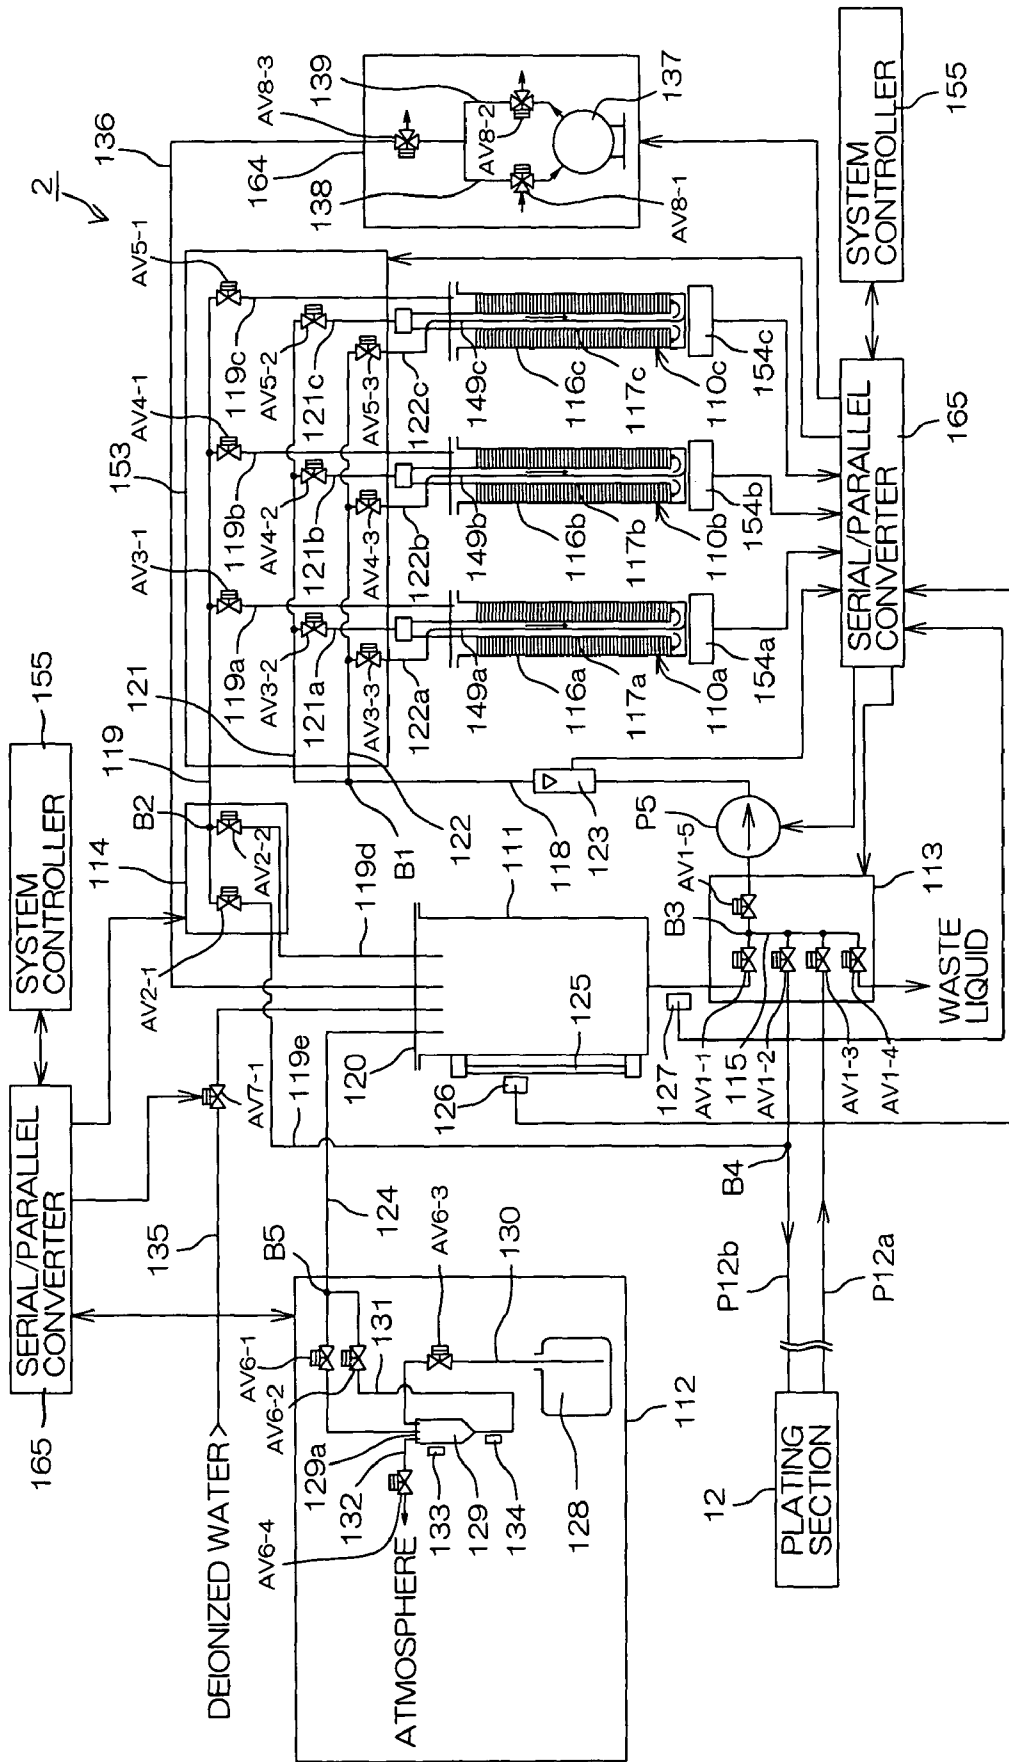 2
SERIAL/PARALLEL
CONVERTER
165
SYSTEM
CONTROLLER
155
DEIONIZED WATER
135
AV7-1
119e
AV2-1
114
B2
AV2-2
119
119d
121
153
136
AV3-1
AV4-1
AV5-1
119a
119b
119c
AV3-2
AV4-2
AV5-2
121a
121b
121c
AV3-3
AV4-3
AV5-3
122a
122b
122c
122
B1
118
123
149a
149b
149c
116a
116b
116c
117a
117b
117c
110a
110b
110c
154a
154b
154c
164
AV8-3
139
138
AV8-2
AV8-1
137
B5
124
AV6-1
AV6-2
131
AV6-3
130
129a
132
AV6-4
ATMOSPHERE
133
129
134
128
112
120
111
125
126
127
P5
AV1-5
B3
113
AV1-1
115
AV1-2
AV1-3
AV1-4
WASTE
LIQUID
B4
P12b
P12a
12
PLATING
SECTION
SERIAL/PARALLEL
CONVERTER
165
SYSTEM
CONTROLLER
155